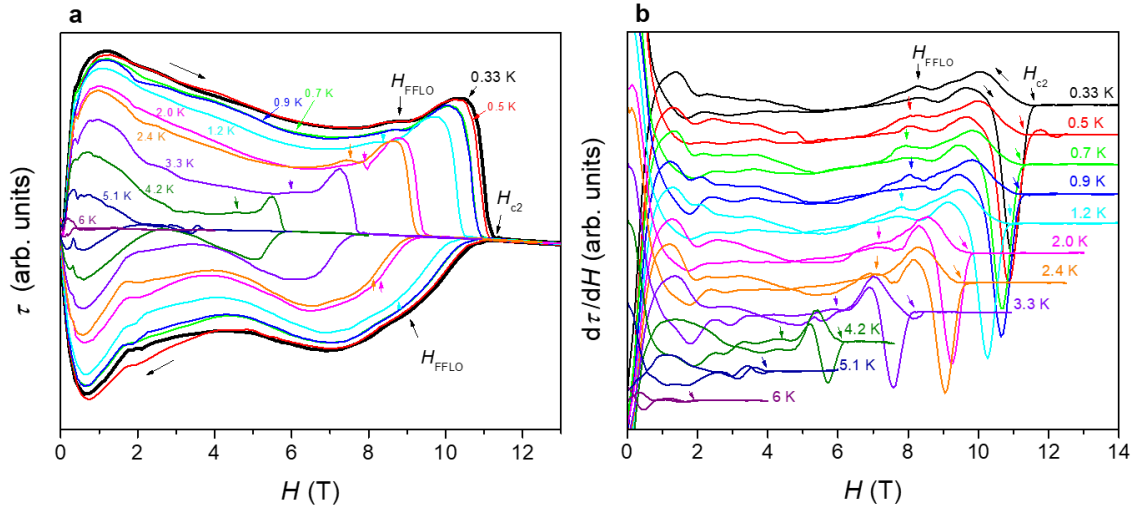 a
τ (arb. units)
0.33 K
H_FFLO
0.5 K
0.7 K
0.9 K
2.0 K
1.2 K
2.4 K
3.3 K
4.2 K
5.1 K
6 K
H_c2
H_FFLO
0 2 4 6 8 10 12
H (T)
b
dτ/dH (arb. units)
H_FFLO
H_c2
0.33 K
0.5 K
0.7 K
0.9 K
1.2 K
2.0 K
2.4 K
3.3 K
4.2 K
5.1 K
6 K
0 2 4 6 8 10 12 14
H (T)